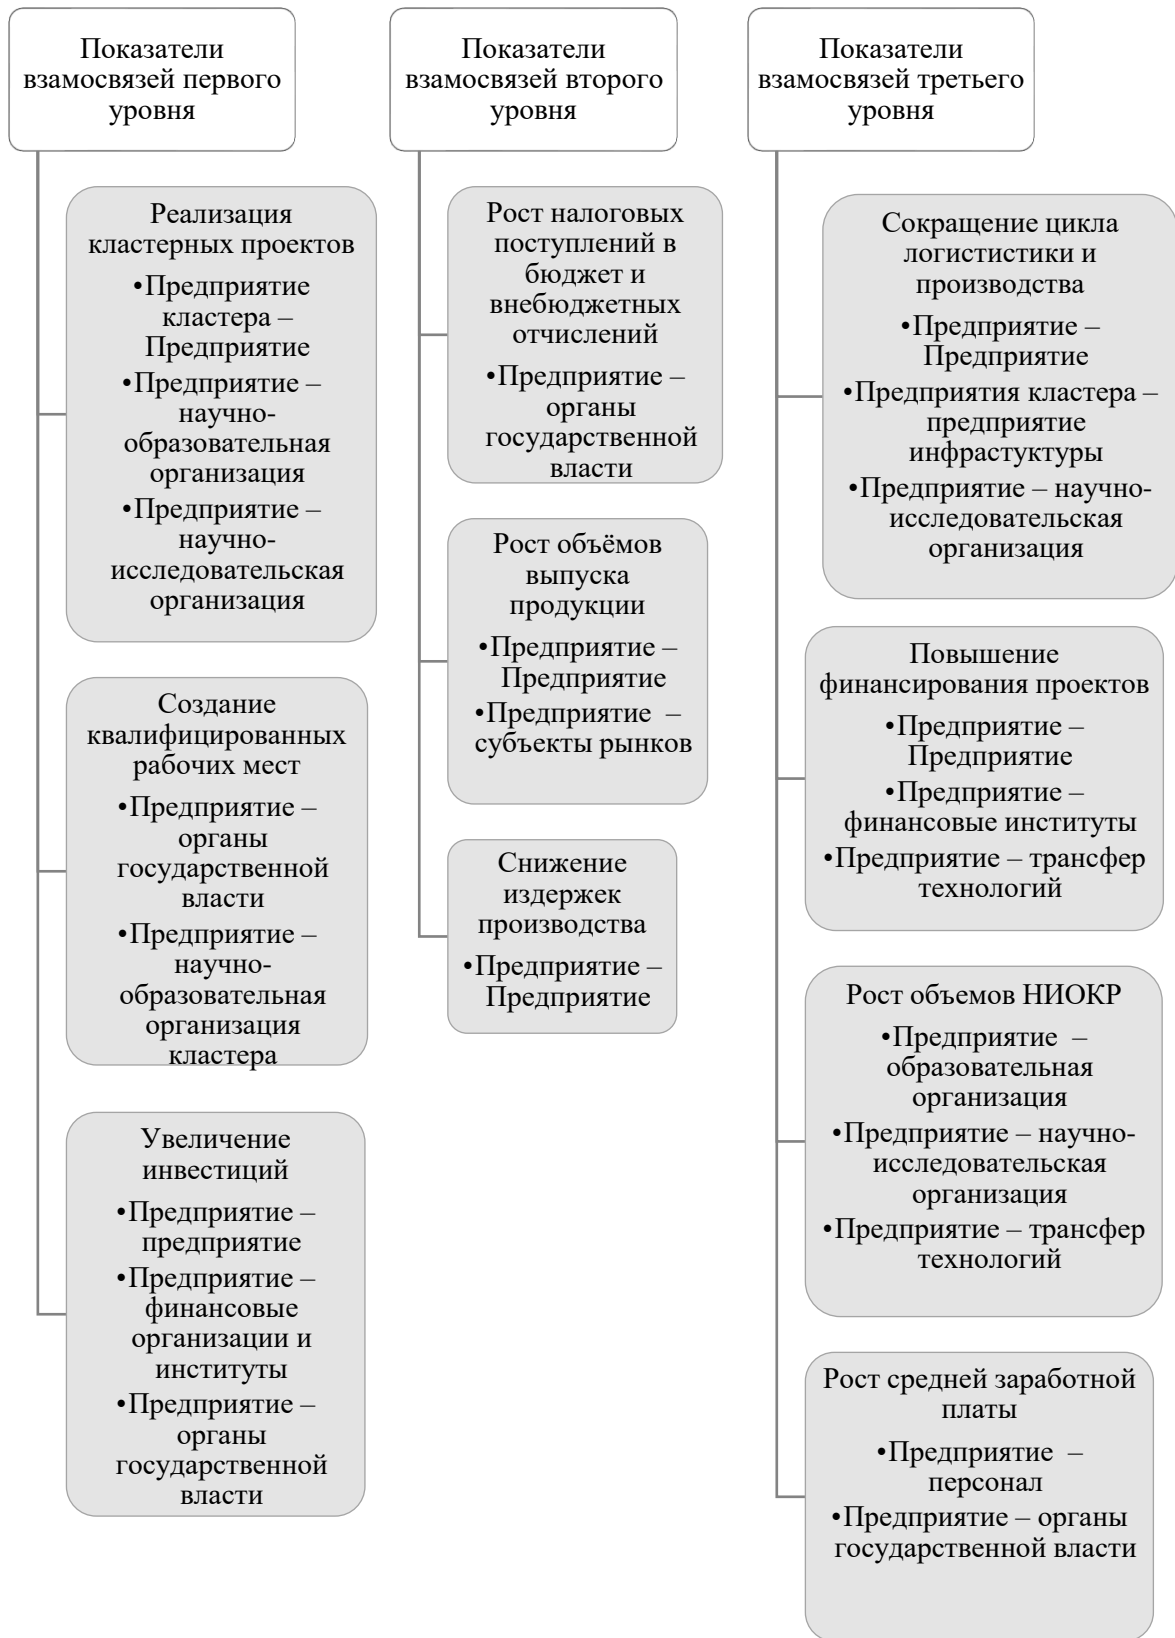 Показатели
взамосвязей первого
уровня
Реализация
кластерных проектов
•Предприятие
кластера –
Предприятие
•Предприятие –
научно-
образовательная
организация
•Предприятие –
научно-
исследовательская
организация
Создание
квалифицированных
рабочих мест
•Предприятие –
органы
государственной
власти
•Предприятие –
научно-
образовательная
организация
кластера
Увеличение
инвестиций
•Предприятие –
предприятие
•Предприятие –
финансовые
организации и
институты
•Предприятие –
органы
государственной
власти
Показатели
взамосвязей второго
уровня
Рост налоговых
поступлений в
бюджет и
внебюджетных
отчислений
•Предприятие –
органы
государственной
власти
Рост объёмов
выпуска
продукции
•Предприятие –
Предприятие
•Предприятие –
субъекты рынков
Снижение
издержек
производства
•Предприятие –
Предприятие
Показатели
взамосвязей третьего
уровня
Сокращение цикла
логистистики и
производства
•Предприятие –
Предприятие
•Предприятия кластера –
предприятие
инфрастуктуры
•Предприятие – научно-
исследовательская
организация
Повышение
финансирования проектов
•Предприятие –
Предприятие
•Предприятие –
финансовые институты
•Предприятие – трансфер
технологий
Рост объемов НИОКР
•Предприятие –
образовательная
организация
•Предприятие – научно-
исследовательская
организация
•Предприятие – трансфер
технологий
Рост средней заработной
платы
•Предприятие –
персонал
•Предприятие – органы
государственной власти